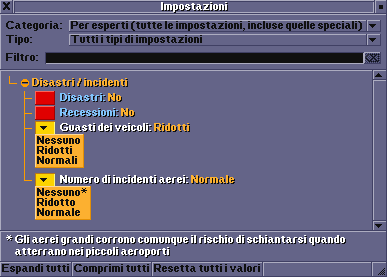 Impostazioni
Categoria: Per esperti (tutte le impostazioni, incluse quelle speciali)
Tipo: Tutti i tipi di impostazioni
Filtro:
Disastri / incidenti
Disastri: No
Recessioni: No
Guasti dei veicoli: Ridotti
Nessuno
Ridotti
Normali
Numero di incidenti aerei: Normale
Nessuno*
Ridotto
Normale
* Gli aerei grandi corrono comunque il rischio di schiantarsi quando
atterrano nei piccoli aeroporti
Espandi tutti Comprimi tutti Resetta tutti i valori